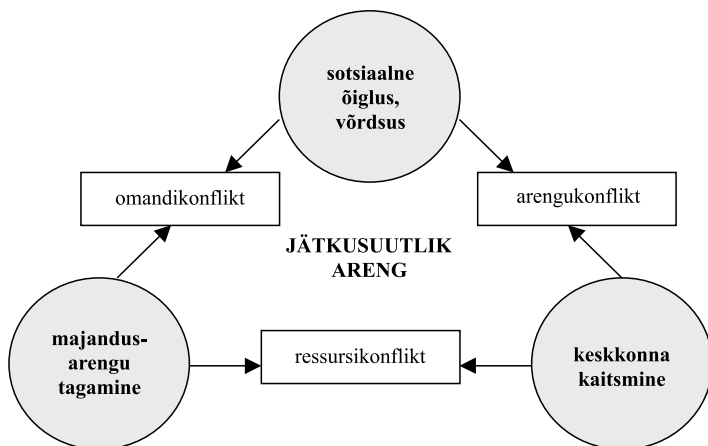 sotsiaalne
õiglus,
võrdsus
omandikonflikt
arengukonflikt
JÄTKUSUUTLIK
ARENG
majandus-
arengu
tagamine
ressursikonflikt
keskkonna
kaitsmine